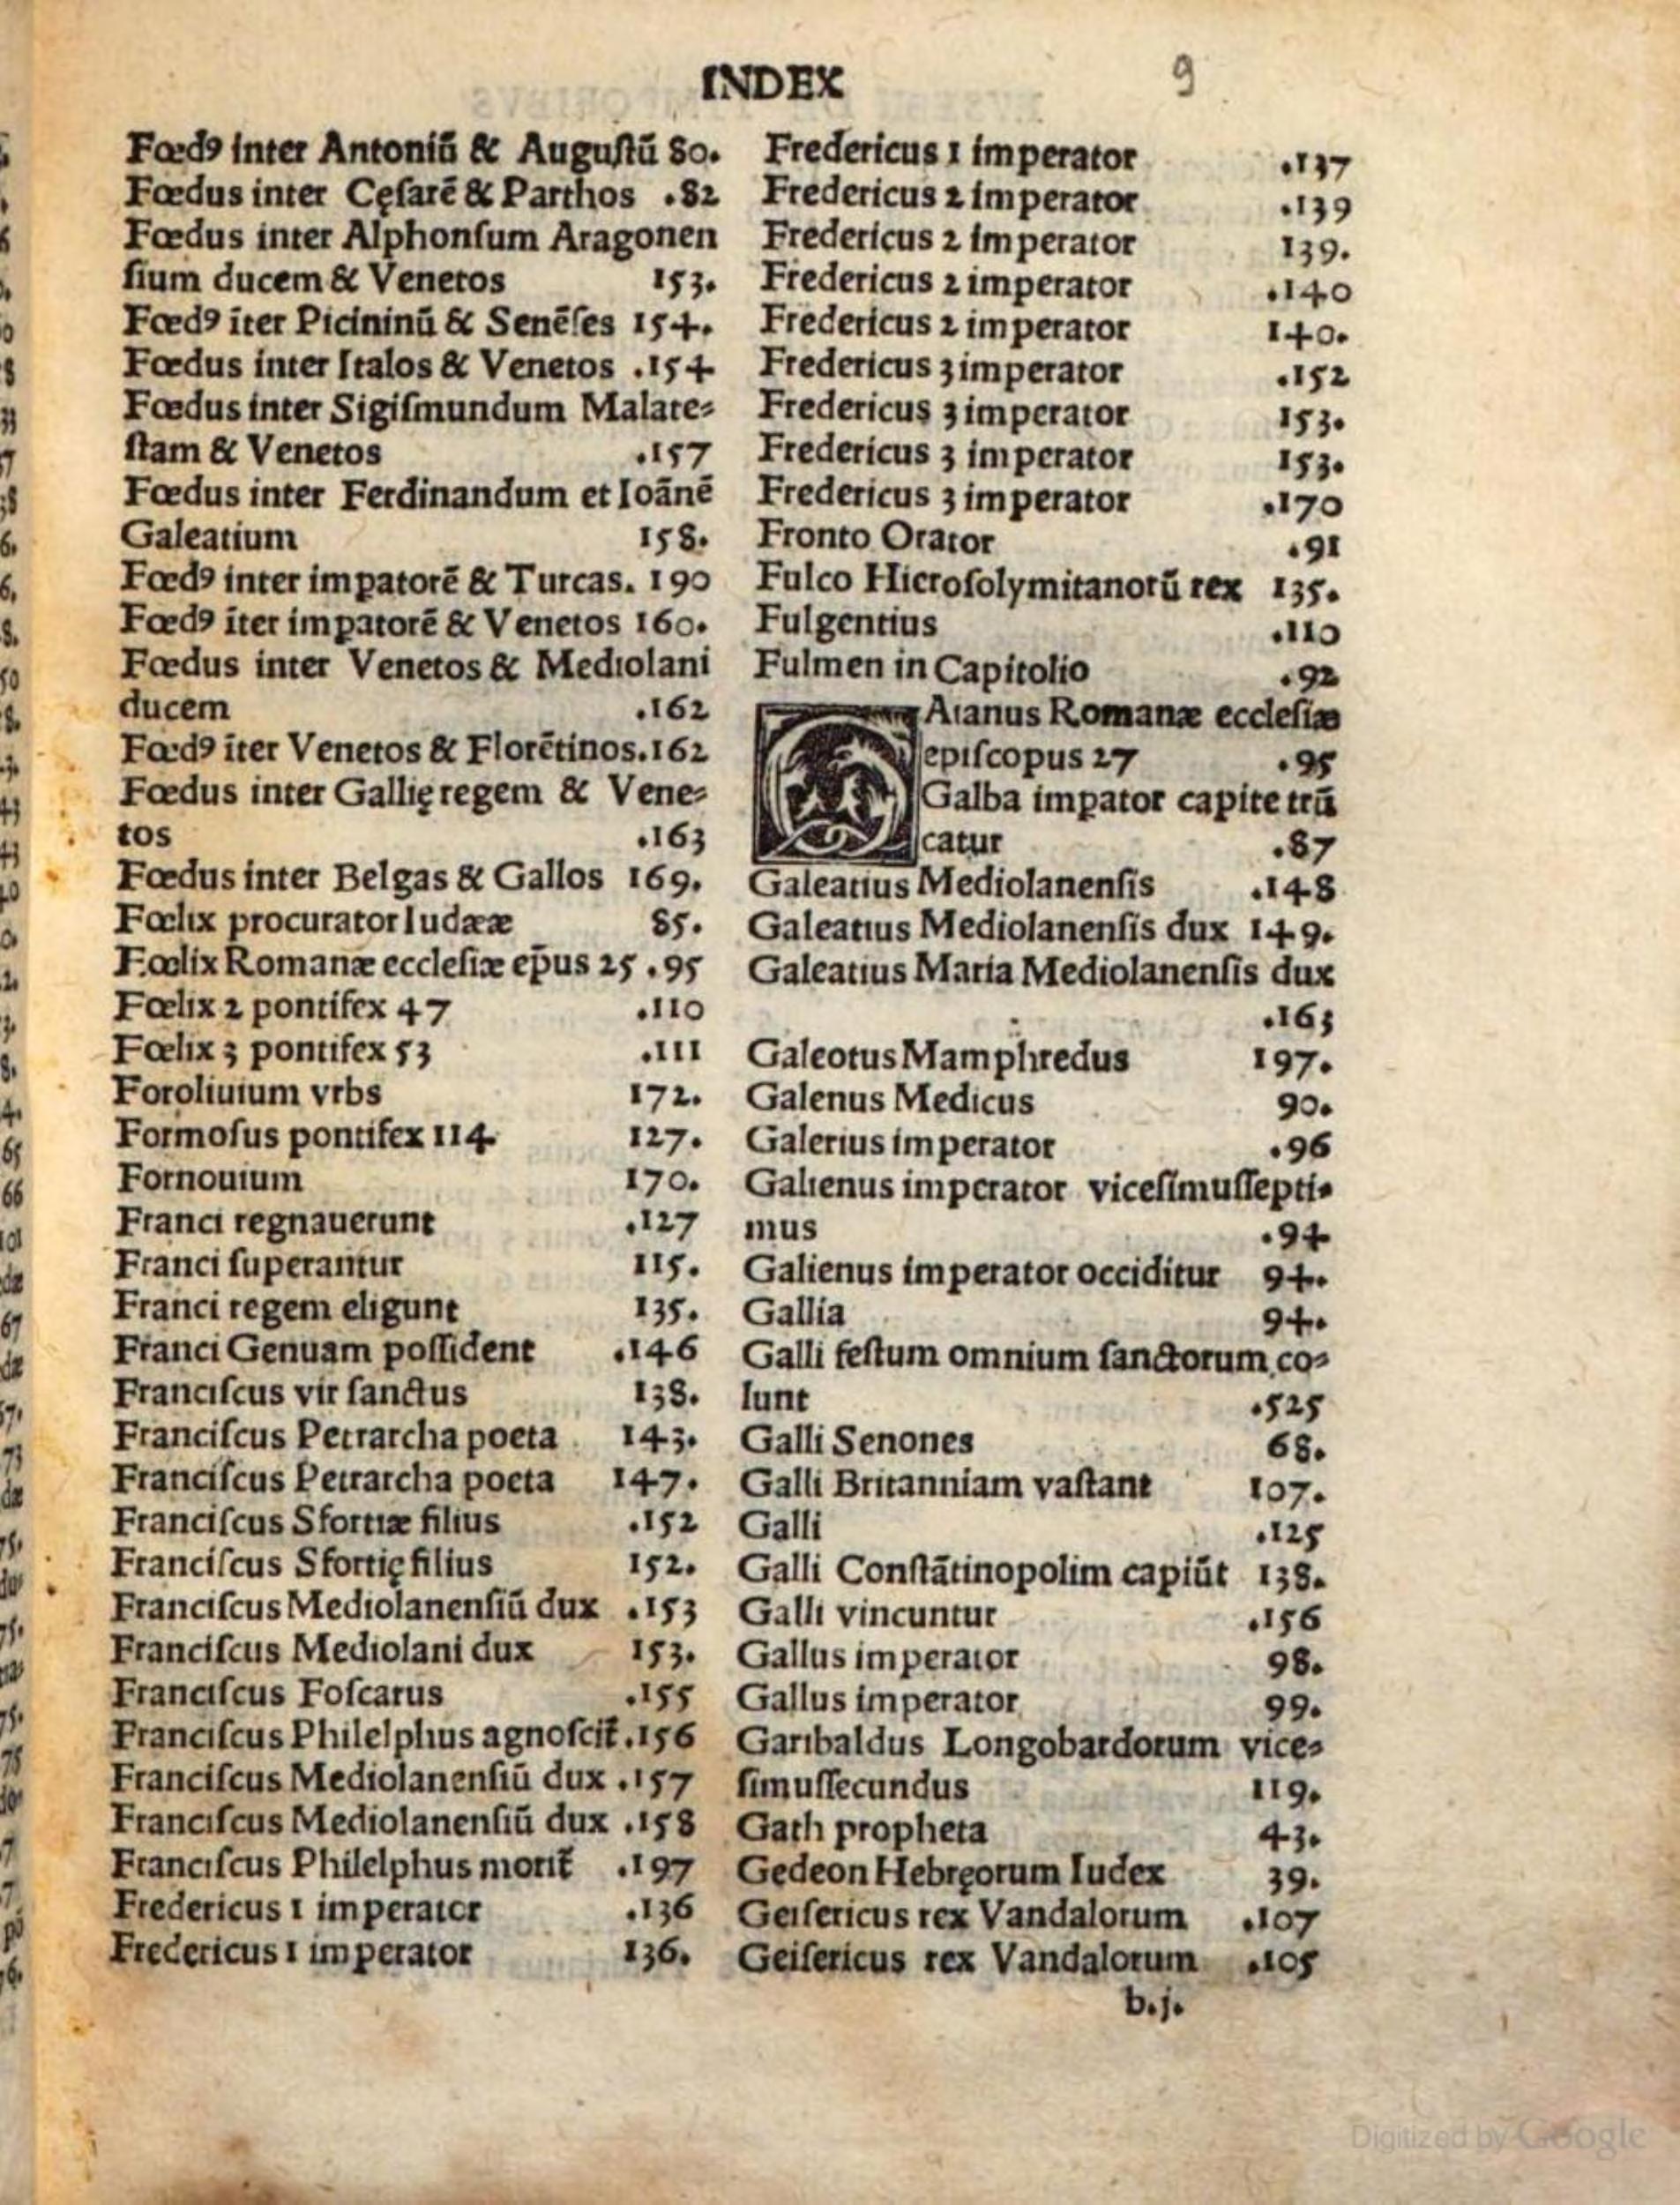 INDEX
9
Fœdꝰ inter Antoniū & Auguſtū 80.
Fœdus inter Cęſarē & Parthos .82
Fœdus inter Alphonſum Aragonen
ſium ducem & Venetos 153.
Fœdꝰ īter Picininū & Senēſes 154.
Fœdus inter Italos & Venetos .154
Fœdus inter Sigiſmundum Malate⸗
ſtam & Venetos .157
Fœdus inter Ferdinandum et Ioānē
Galeatium 158.
Fœdꝰ inter imꝑatorē & Turcas. 190
Fœdꝰ īter imꝑatorē & Venetos 160.
Fœdus inter Venetos & Mediolani
ducem .162
Fœdꝰ īter Venetos & Florētinos.162
Fœdus inter Gallię regem & Vene⸗
tos .163
Fœdus inter Belgas & Gallos 169.
Fœlix procurator Iudææ 85.
Fœlix Romanæ eccleſiæ ep̄us 25 .95
Fœlix 2 pontifex 47 .110
Fœlix 3 pontifex 53 .111
Foroliuium vrbs 172.
Formoſus pontifex 114 127.
Fornouium 170.
Franci regnauerunt .127
Franci ſuperantur 115.
Franci regem eligunt 135.
Franci Genuam poſſident .146
Franciſcus vir ſanctus 138.
Franciſcus Petrarcha poeta 143.
Franciſcus Petrarcha poeta 147.
Franciſcus Sfortiæ filius .152
Franciſcus Sfortię filius 152.
Franciſcus Mediolanenſiū dux .153
Franciſcus Mediolani dux 153.
Franciſcus Foſcarus .155
Franciſcus Philelphus agnoſcit̄.156
Franciſcus Mediolanenſiū dux .157
Franciſcus Mediolanenſiū dux .158
Franciſcus Philelphus morit̄ .197
Fredericus 1 imperator .136
Fredericus 1 imperator 136.
Fredericus 1 imperator .137
Fredericus 2 imperator .139
Fredericus 2 imperator 139.
Fredericus 2 imperator .140
Fredericus 2 imperator 140.
Fredericus 3 imperator .152
Fredericus 3 imperator 153.
Fredericus 3 imperator 153.
Fredericus 3 imperator .170
Fronto Orator .91
Fulco Hieroſolymitanorū rex 135.
Fulgentius .110
Fulmen in Capitolio .92
GAianus Romanæ eccleſiæ
epiſcopus 27 .95
Galba imꝑator capite trū
catur .87
Galeatius Mediolanenſis .148
Galeatius Mediolanenſis dux 149.
Galeatius Maria Mediolanenſis dux
.163
Galeotus Mamphredus 197.
Galenus Medicus 90.
Galerius imperator .96
Galienus imperator viceſimuſſepti⸗
mus .94
Galienus imperator occiditur 94.
Gallia 94.
Galli feſtum omnium ſanctorum co⸗
lunt .525
Galli Senones 68.
Galli Britanniam vaſtant 107.
Galli .125
Galli Conſtātinopolim capiūt 138.
Galli vincuntur .156
Gallus imperator 98.
Gallus imperator 99.
Garibaldus Longobardorum vice⸗
ſimuſſecundus 119.
Gath propheta 43.
Gedeon Hebręorum Iudex 39.
Geiſericus rex Vandalorum .107
Geiſericus rex Vandalorum .105
b.j.
Digitized by Google